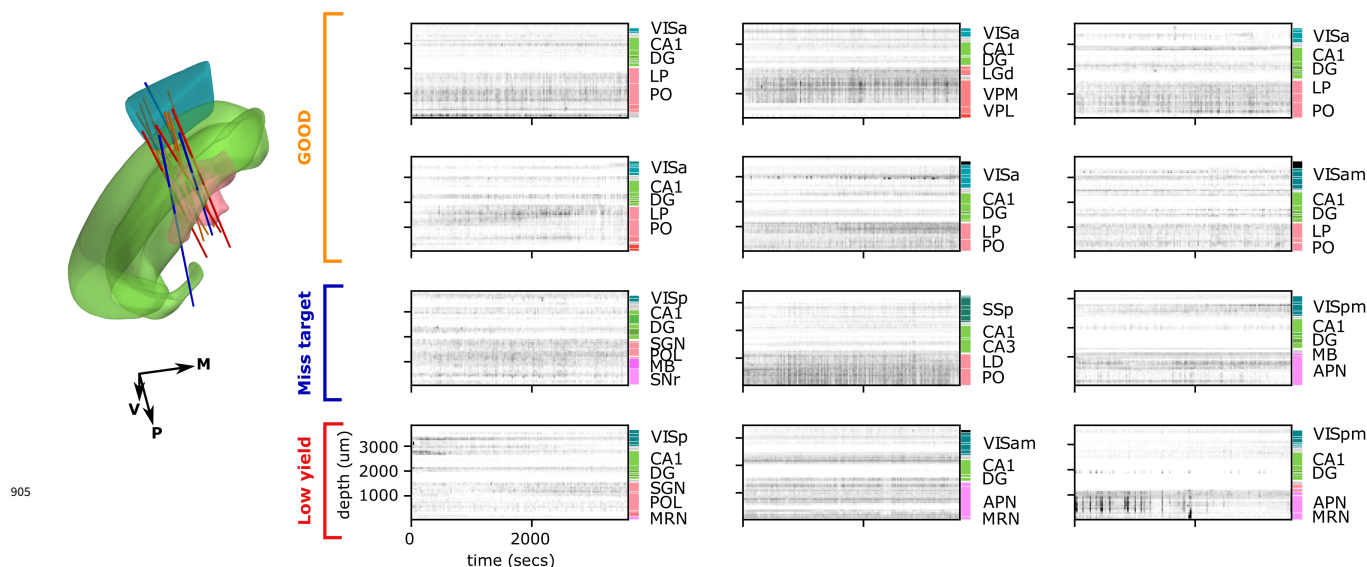 GOOD
VISa
CA1
DG
LP
PO
VISa
CA1
DG
LGd
VPM
VPL
VISa
CA1
DG
LP
PO
VISa
CA1
DG
LP
PO
VISa
CA1
DG
LP
PO
VISam
CA1
DG
LP
PO
Miss target
VISp
CA1
DG
SGN
POL
MB
SNr
SSp
CA1
CA3
LD
PO
VISpm
CA1
DG
MB
APN
M
V
P
Low yield
depth (um)
3000
2000
1000
VISp
CA1
DG
SGN
POL
MRN
VISam
CA1
DG
APN
MRN
VISpm
CA1
DG
APN
MRN
0
2000
time (secs)
905